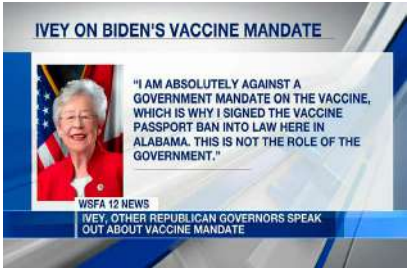 IVEY ON BIDEN'S VACCINE MANDATE
“I AM ABSOLUTELY AGAINST A
GOVERNMENT MANDATE ON THE VACCINE,
WHICH IS WHY I SIGNED THE VACCINE
PASSPORT BAN INTO LAW HERE IN
ALABAMA. THIS IS NOT THE ROLE OF THE
GOVERNMENT.”
WSFA 12 NEWS
IVEY, OTHER REPUBLICAN GOVERNORS SPEAK
OUT ABOUT VACCINE MANDATE